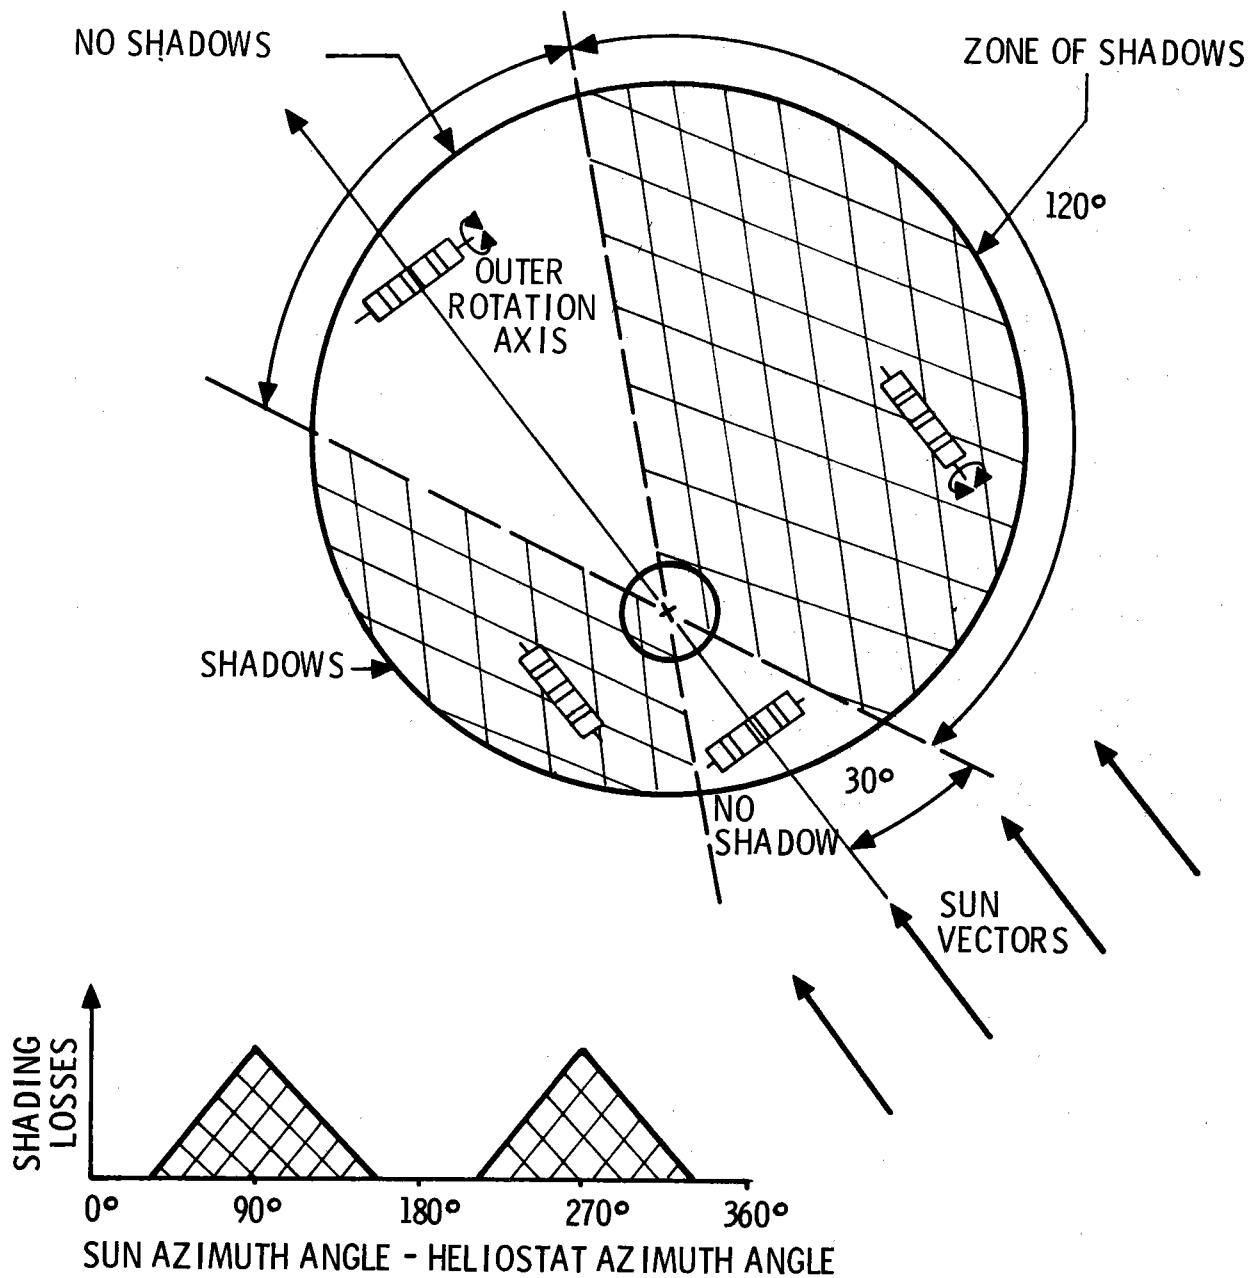 NO SHADOWS
ZONE OF SHADOWS
120°
OUTER
ROTATION
AXIS
SHADOWS
30°
NO
SHADOW
SUN
VECTORS
SHADING
LOSSES
0° 90° 180° 270° 360°
SUN AZIMUTH ANGLE - HELIOSTAT AZIMUTH ANGLE